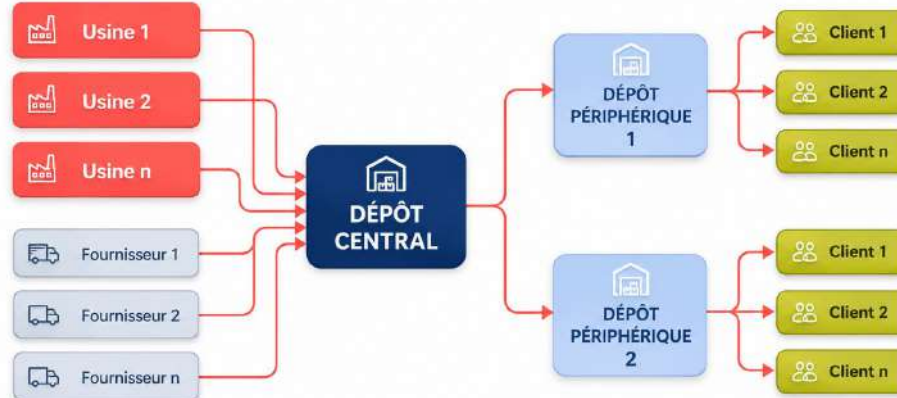 Usine 1
Usine 2
Usine n
Fournisseur 1
Fournisseur 2
Fournisseur n
DÉPÔT
CENTRAL
DÉPÔT
PÉRIPHÉRIQUE
1
Client 1
Client 2
Client n
DÉPÔT
PÉRIPHÉRIQUE
2
Client 1
Client 2
Client n